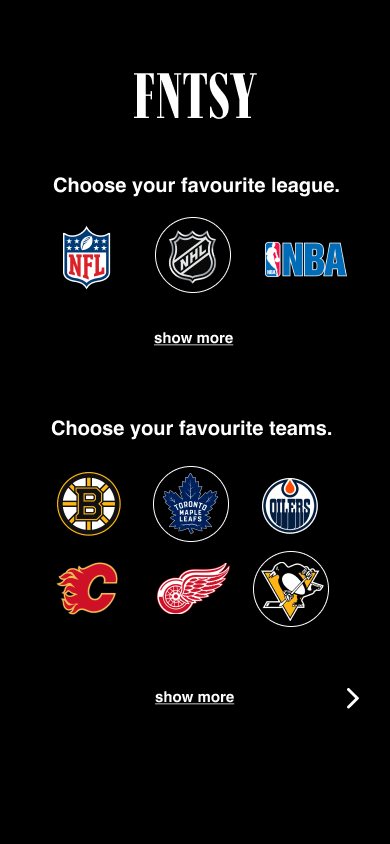 FNTSY
Choose your favourite league.
NFL
NHL
NBA
NBA
show more
Choose your favourite teams.
B
TORONTO
MAPLE
LEAFS
OILERS
C
show more